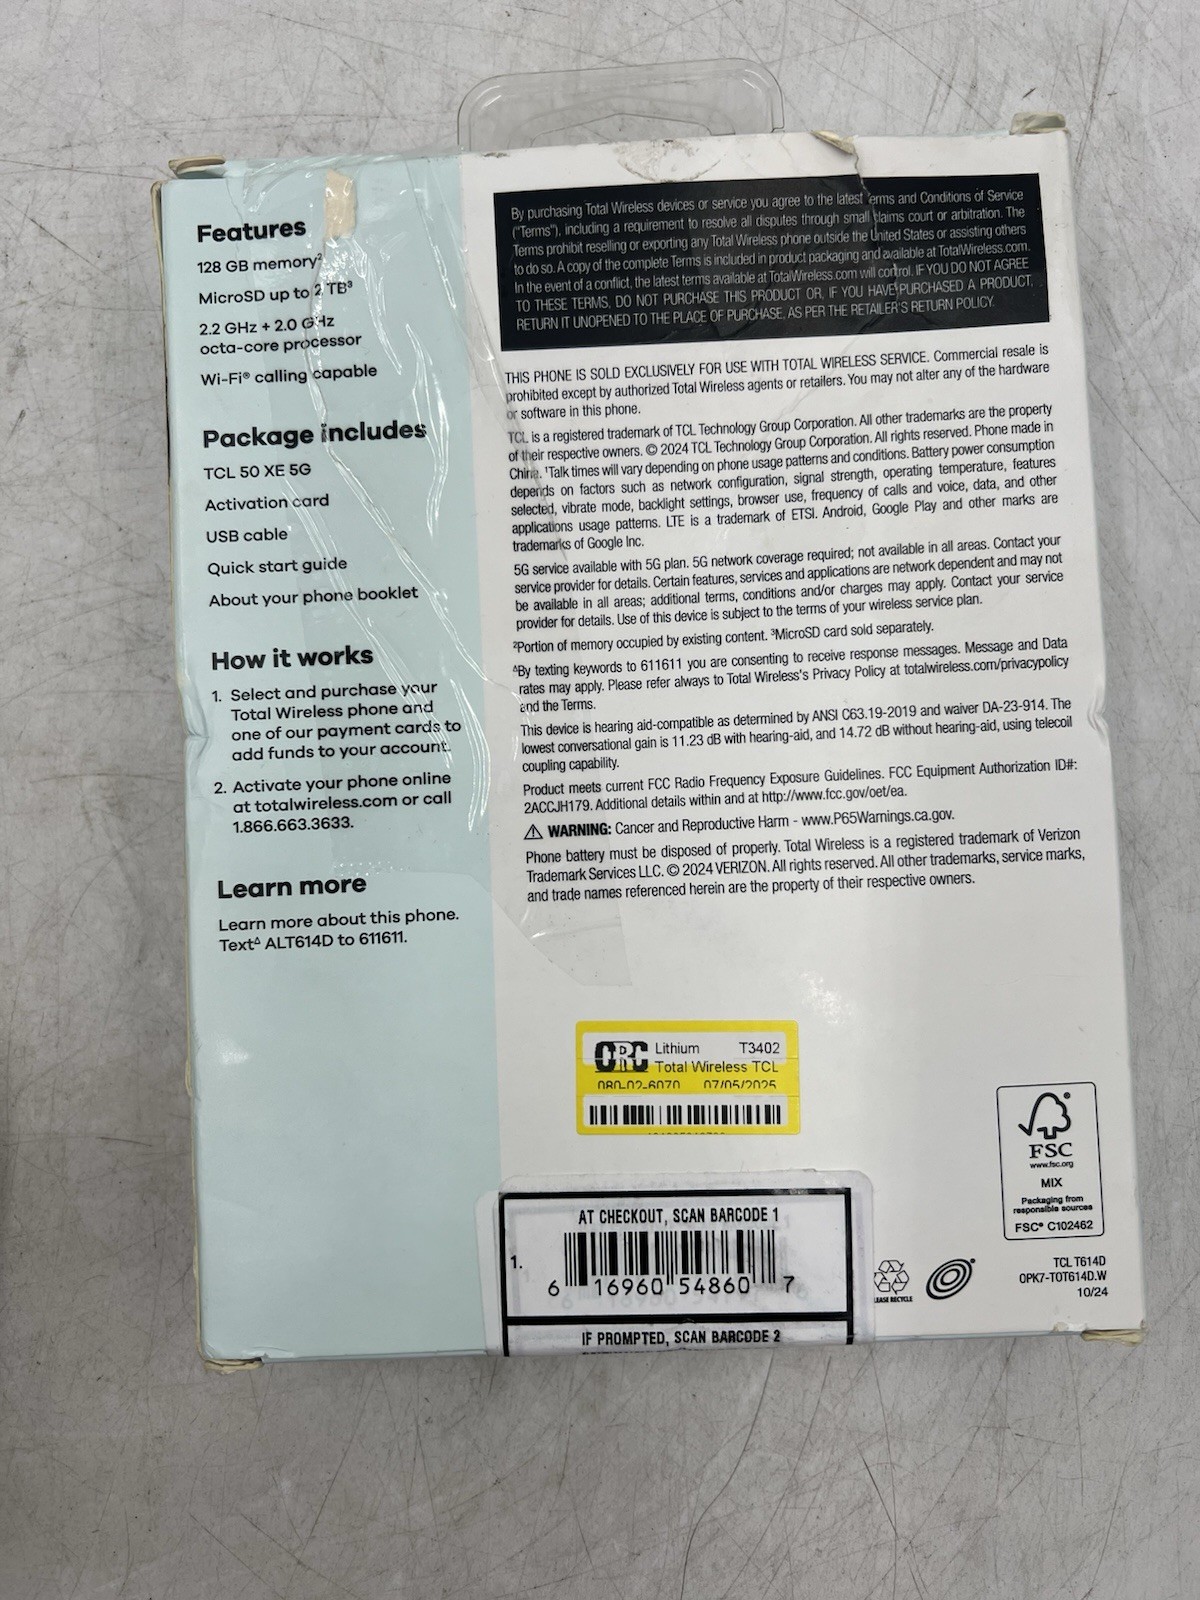 Features
128 GB memory²
MicroSD up to 2 TB³
2.2 GHz + 2.0 GHz
octa-core processor
Wi-Fi® calling capable
Package includes
TCL 50 XE 5G
Activation card
USB cable
Quick start guide
About your phone booklet
How it works
1. Select and purchase your
Total Wireless phone and
one of our payment cards to
add funds to your account.
2. Activate your phone online
at totalwireless.com or call
1.866.663.3633.
Learn more
Learn more about this phone.
Text∆ ALT614D to 611611.
By purchasing Total Wireless devices or service you agree to the latest Terms and Conditions of Service
("Terms"), including a requirement to resolve all disputes through small claims court or arbitration. The
Terms prohibit reselling or exporting any Total Wireless phone outside the United States or assisting others
to do so. A copy of the complete Terms is included in product packaging and available at TotalWireless.com.
In the event of a conflict, the latest terms available at TotalWireless.com will control. IF YOU DO NOT AGREE
TO THESE TERMS, DO NOT PURCHASE THIS PRODUCT OR, IF YOU HAVE PURCHASED A PRODUCT,
RETURN IT UNOPENED TO THE PLACE OF PURCHASE, AS PER THE RETAILER'S RETURN POLICY.
THIS PHONE IS SOLD EXCLUSIVELY FOR USE WITH TOTAL WIRELESS SERVICE. Commercial resale is
prohibited except by authorized Total Wireless agents or retailers. You may not alter any of the hardware
or software in this phone.
TCL is a registered trademark of TCL Technology Group Corporation. All other trademarks are the property
of their respective owners. © 2024 TCL Technology Group Corporation. All rights reserved. Phone made in
China. ¹Talk times will vary depending on phone usage patterns and conditions. Battery power consumption
depends on factors such as network configuration, signal strength, operating temperature, features
selected, vibrate mode, backlight settings, browser use, frequency of calls and voice, data, and other
applications usage patterns. LTE is a trademark of ETSI. Android, Google Play and other marks are
trademarks of Google Inc.
5G service available with 5G plan. 5G network coverage required; not available in all areas. Contact your
service provider for details. Certain features, services and applications are network dependent and may not
be available in all areas; additional terms, conditions and/or charges may apply. Contact your service
provider for details. Use of this device is subject to the terms of your wireless service plan.
²Portion of memory occupied by existing content. ³MicroSD card sold separately.
∆By texting keywords to 611611 you are consenting to receive response messages. Message and Data
rates may apply. Please refer always to Total Wireless's Privacy Policy at totalwireless.com/privacypolicy
and the Terms.
This device is hearing aid-compatible as determined by ANSI C63.19-2019 and waiver DA-23-914. The
lowest conversational gain is 11.23 dB with hearing-aid, and 14.72 dB without hearing-aid, using telecoil
coupling capability.
Product meets current FCC Radio Frequency Exposure Guidelines. FCC Equipment Authorization ID#:
2ACCJH179. Additional details within and at http://www.fcc.gov/oet/ea.
⚠ WARNING: Cancer and Reproductive Harm - www.P65Warnings.ca.gov.
Phone battery must be disposed of properly. Total Wireless is a registered trademark of Verizon
Trademark Services LLC. © 2024 VERIZON. All rights reserved. All other trademarks, service marks,
and trade names referenced herein are the property of their respective owners.
CRC Lithium T3402
Total Wireless TCL
080-02-6070 07/05/2025
FSC
www.fsc.org
MIX
Packaging from
responsible sources
FSC® C102462
AT CHECKOUT, SCAN BARCODE 1
1.
6 16960 54860 7
IF PROMPTED, SCAN BARCODE 2
EASE RECYCLE
TCL T614D
OPK7-TOT614D.W
10/24